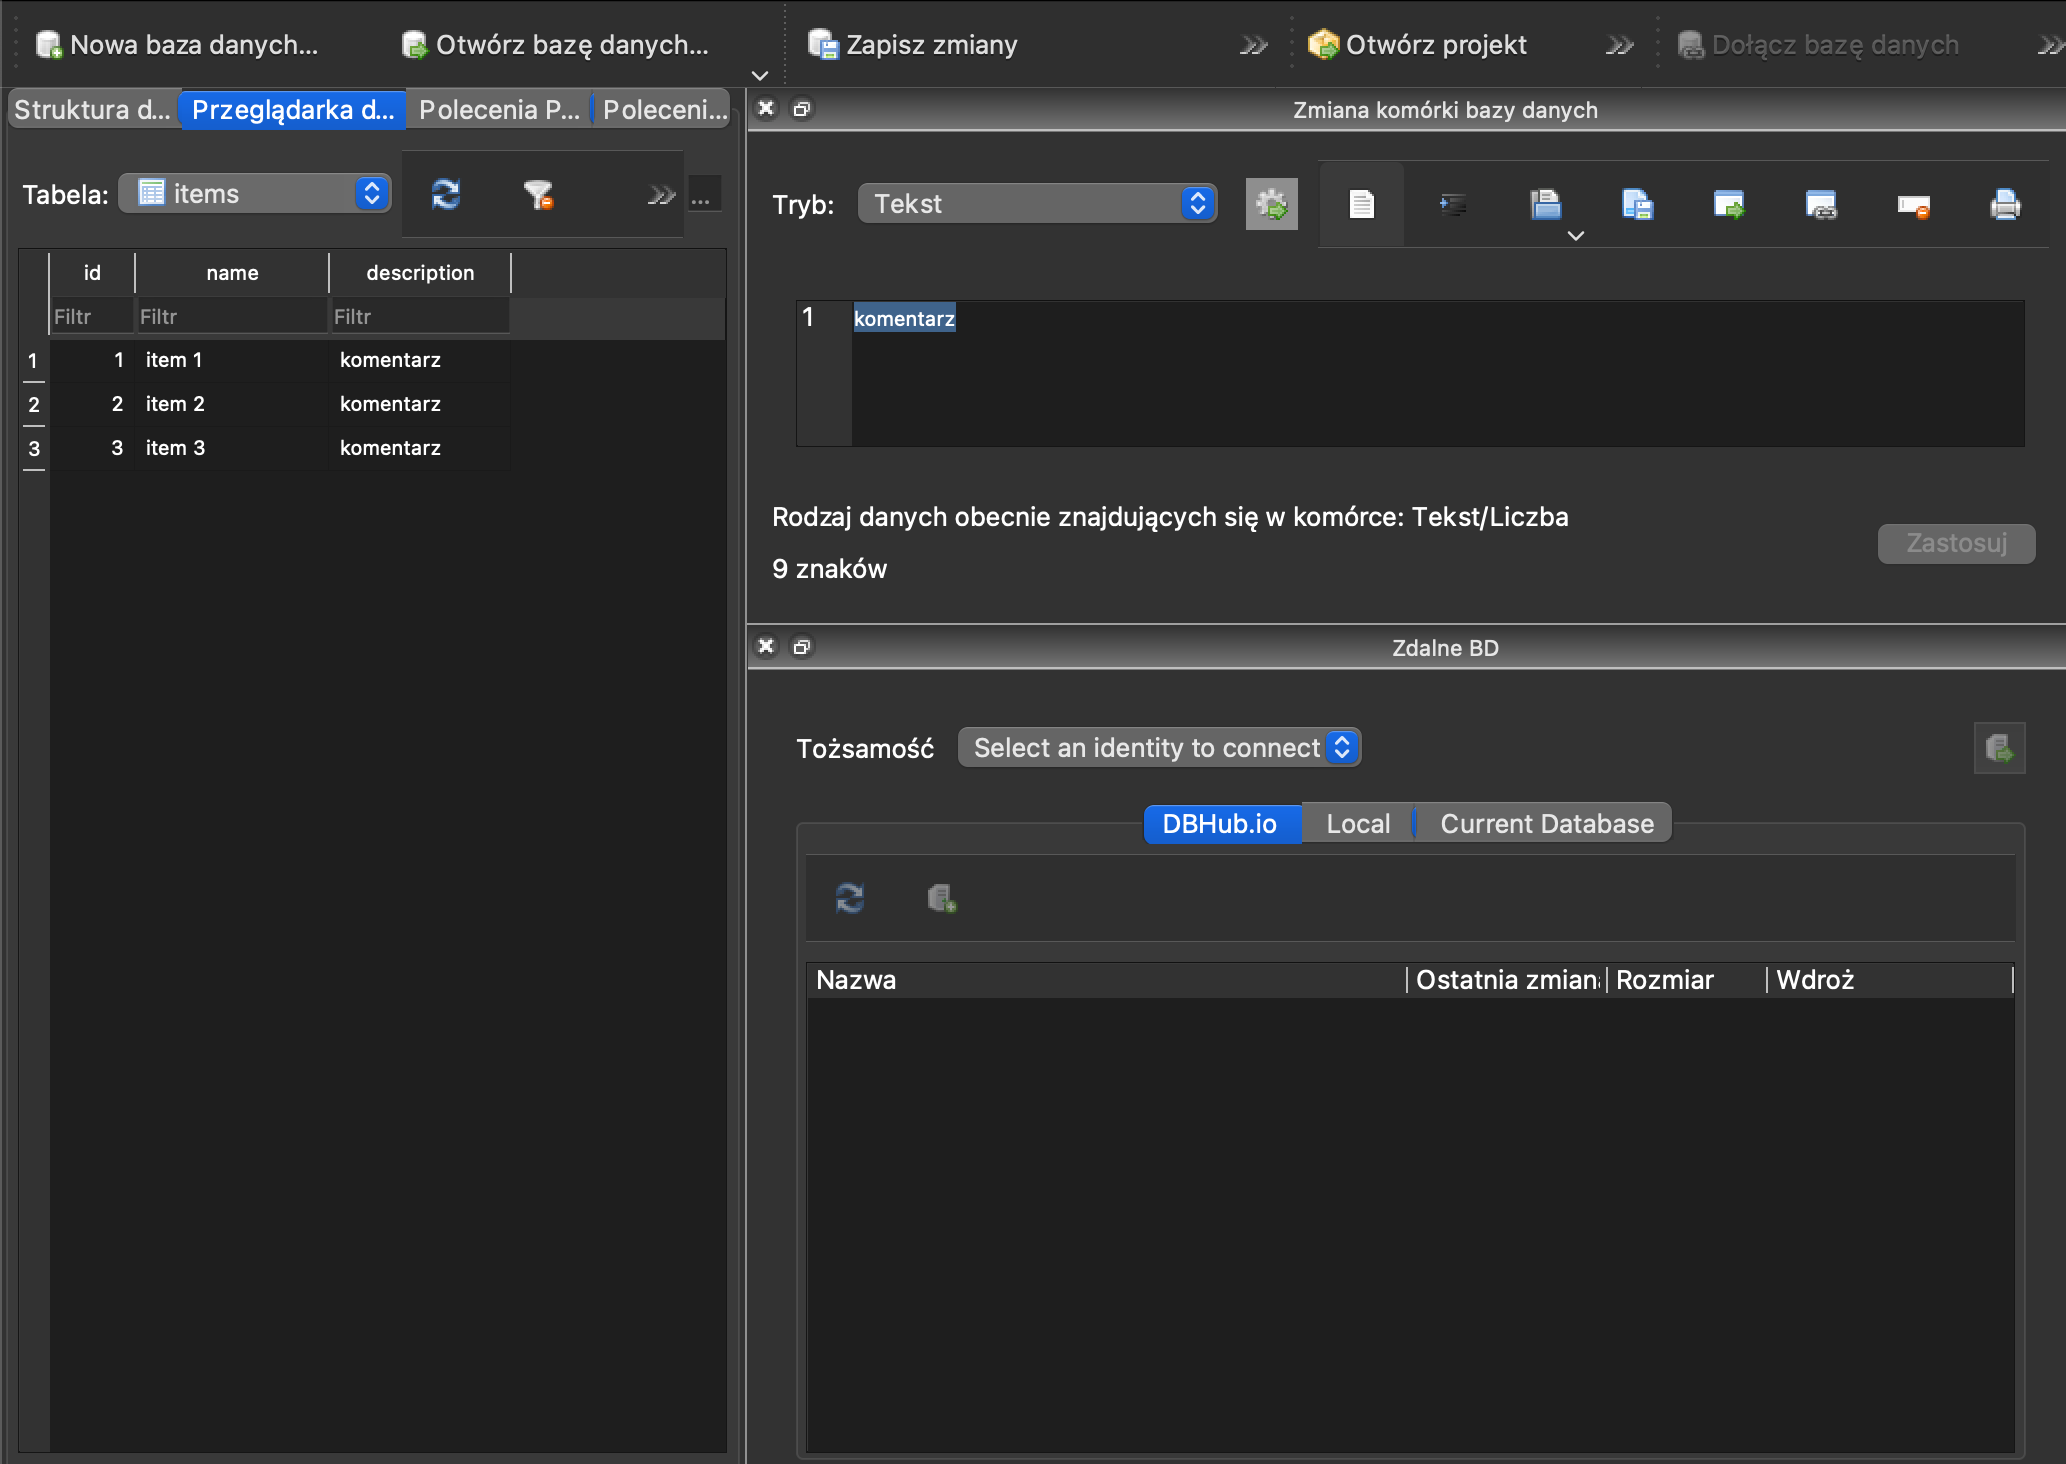 Nowa baza danych...
Otwórz bazę danych...
Zapisz zmiany
Otwórz projekt
Dołącz bazę danych
Struktura d...
Przeglądarka d...
Polecenia P...
Poleceni...
Tabela:
items
...
id name description
Filtr Filtr Filtr
1 1 item 1 komentarz
2 2 item 2 komentarz
3 3 item 3 komentarz
Zmiana komórki bazy danych
Tryb:
Tekst
1 komentarz
Rodzaj danych obecnie znajdujących się w komórce: Tekst/Liczba
9 znaków
Zastosuj
Zdalne BD
Tożsamość
Select an identity to connect
DBHub.io
Local
Current Database
Nazwa Ostatnia zmian Rozmiar Wdroż